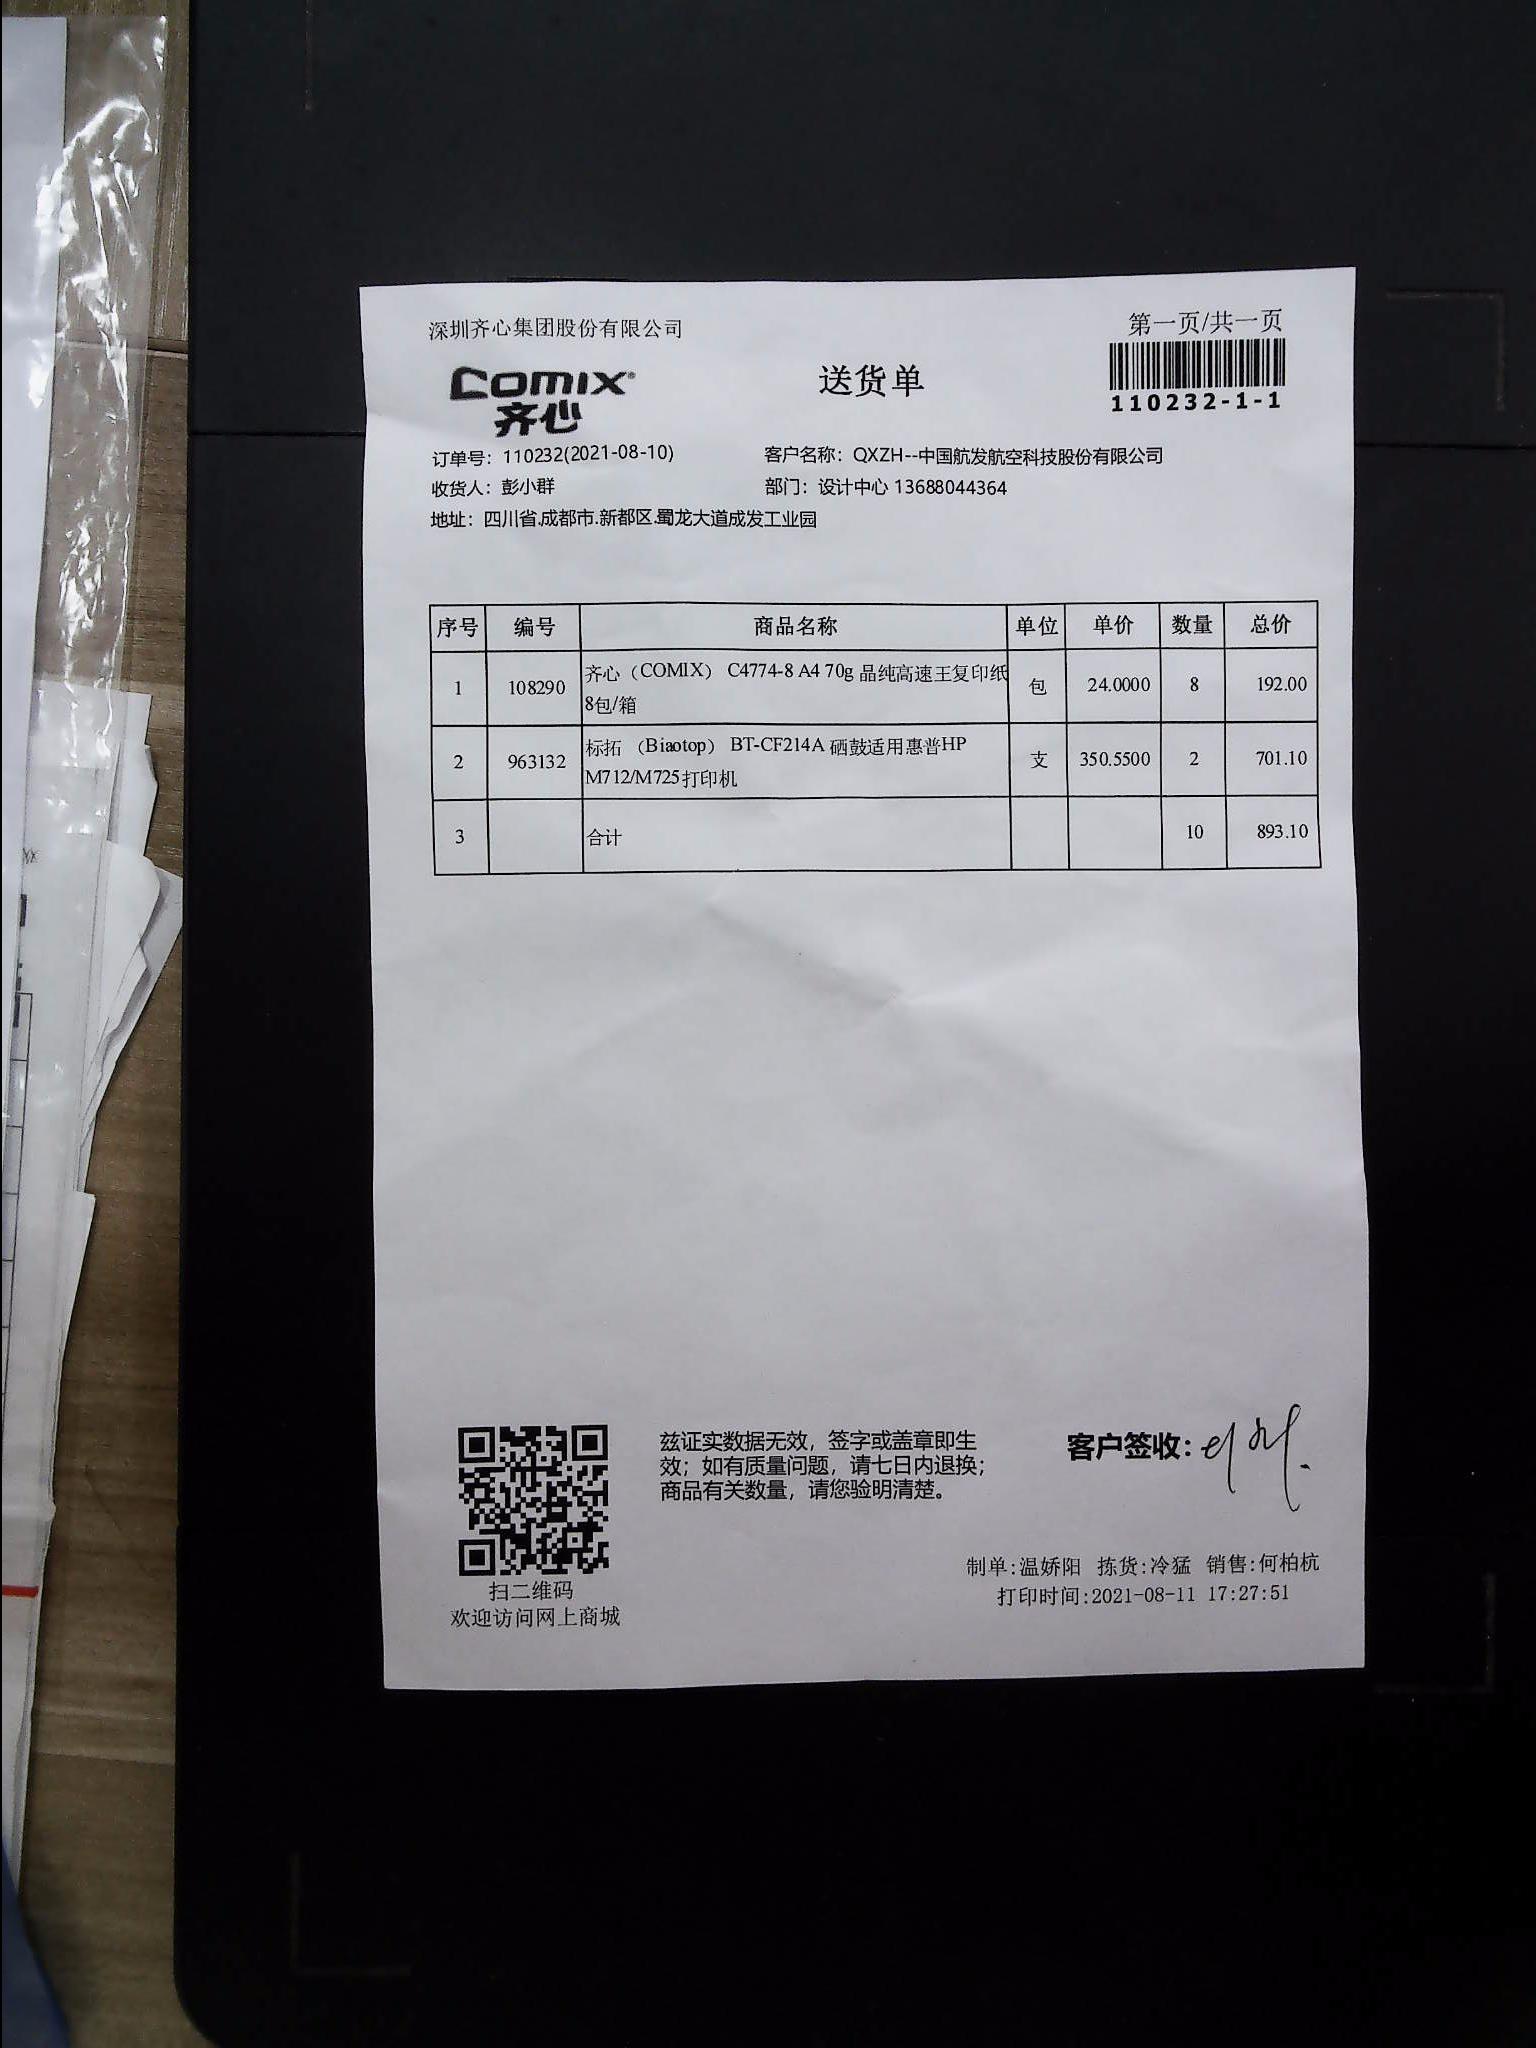 深圳齐心集团股份有限公司
第一页/共一页
COMIX®
齐心
送货单
110232-1-1
订单号：110232(2021-08-10)
客户名称：QXZH--中国航发航空科技股份有限公司
收货人：彭小群
部门：设计中心 13688044364
地址：四川省.成都市.新都区.蜀龙大道成发工业园
序号 编号 商品名称 单位 单价 数量 总价
1 108290 齐心（COMIX） C4774-8 A4 70g 晶纯高速王复印纸 包 24.0000 8 192.00
8包/箱
2 963132 标拓 （Biaotop） BT-CF214A 硒鼓适用惠普HP 支 350.5500 2 701.10
M712/M725打印机
3 合计 10 893.10
兹证实数据无效，签字或盖章即生
效；如有质量问题，请七日内退换；
商品有关数量，请您验明清楚。
客户签收：
扫二维码
欢迎访问网上商城
制单:温娇阳 拣货:冷猛 销售:何柏杭
打印时间:2021-08-11 17:27:51